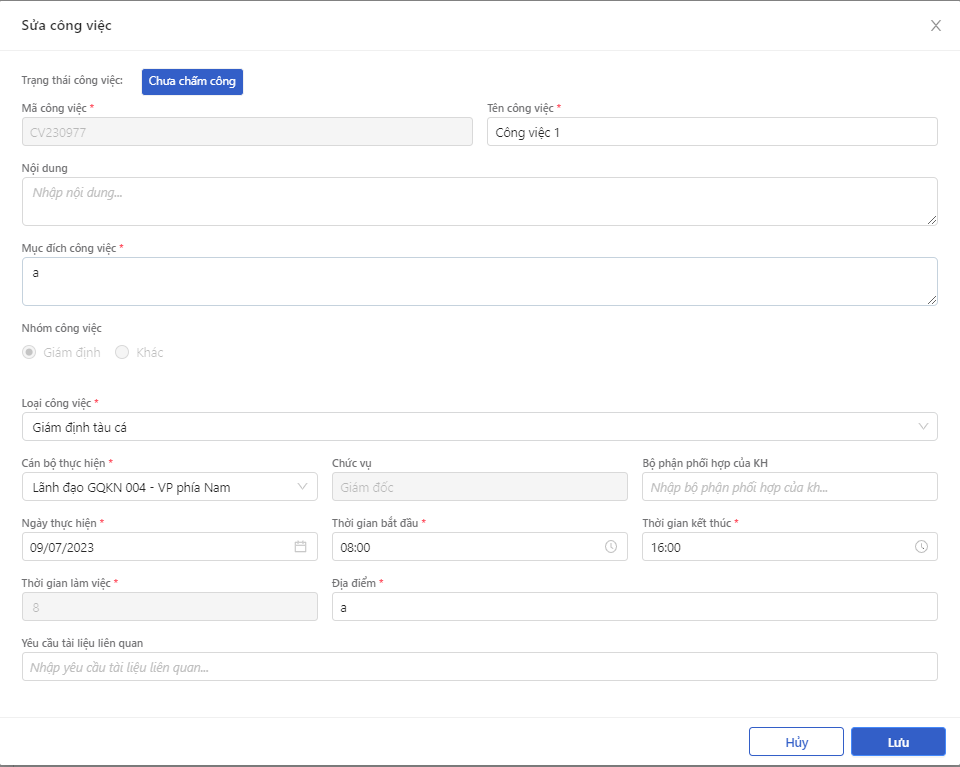 Sửa công việc
Trạng thái công việc: Chưa chấm công
Mã công việc * Tên công việc *
CV230977 Công việc 1
Nội dung
Nhập nội dung...
Mục đích công việc *
a
Nhóm công việc
Giám định Khác
Loại công việc *
Giám định tàu cá
Cán bộ thực hiện * Chức vụ Bộ phận phối hợp của KH
Lãnh đạo GQKN 004 - VP phía Nam Giám đốc Nhập bộ phận phối hợp của kh...
Ngày thực hiện * Thời gian bắt đầu * Thời gian kết thúc *
09/07/2023 08:00 16:00
Thời gian làm việc * Địa điểm *
8 a
Yêu cầu tài liệu liên quan
Nhập yêu cầu tài liệu liên quan...
Hủy Lưu